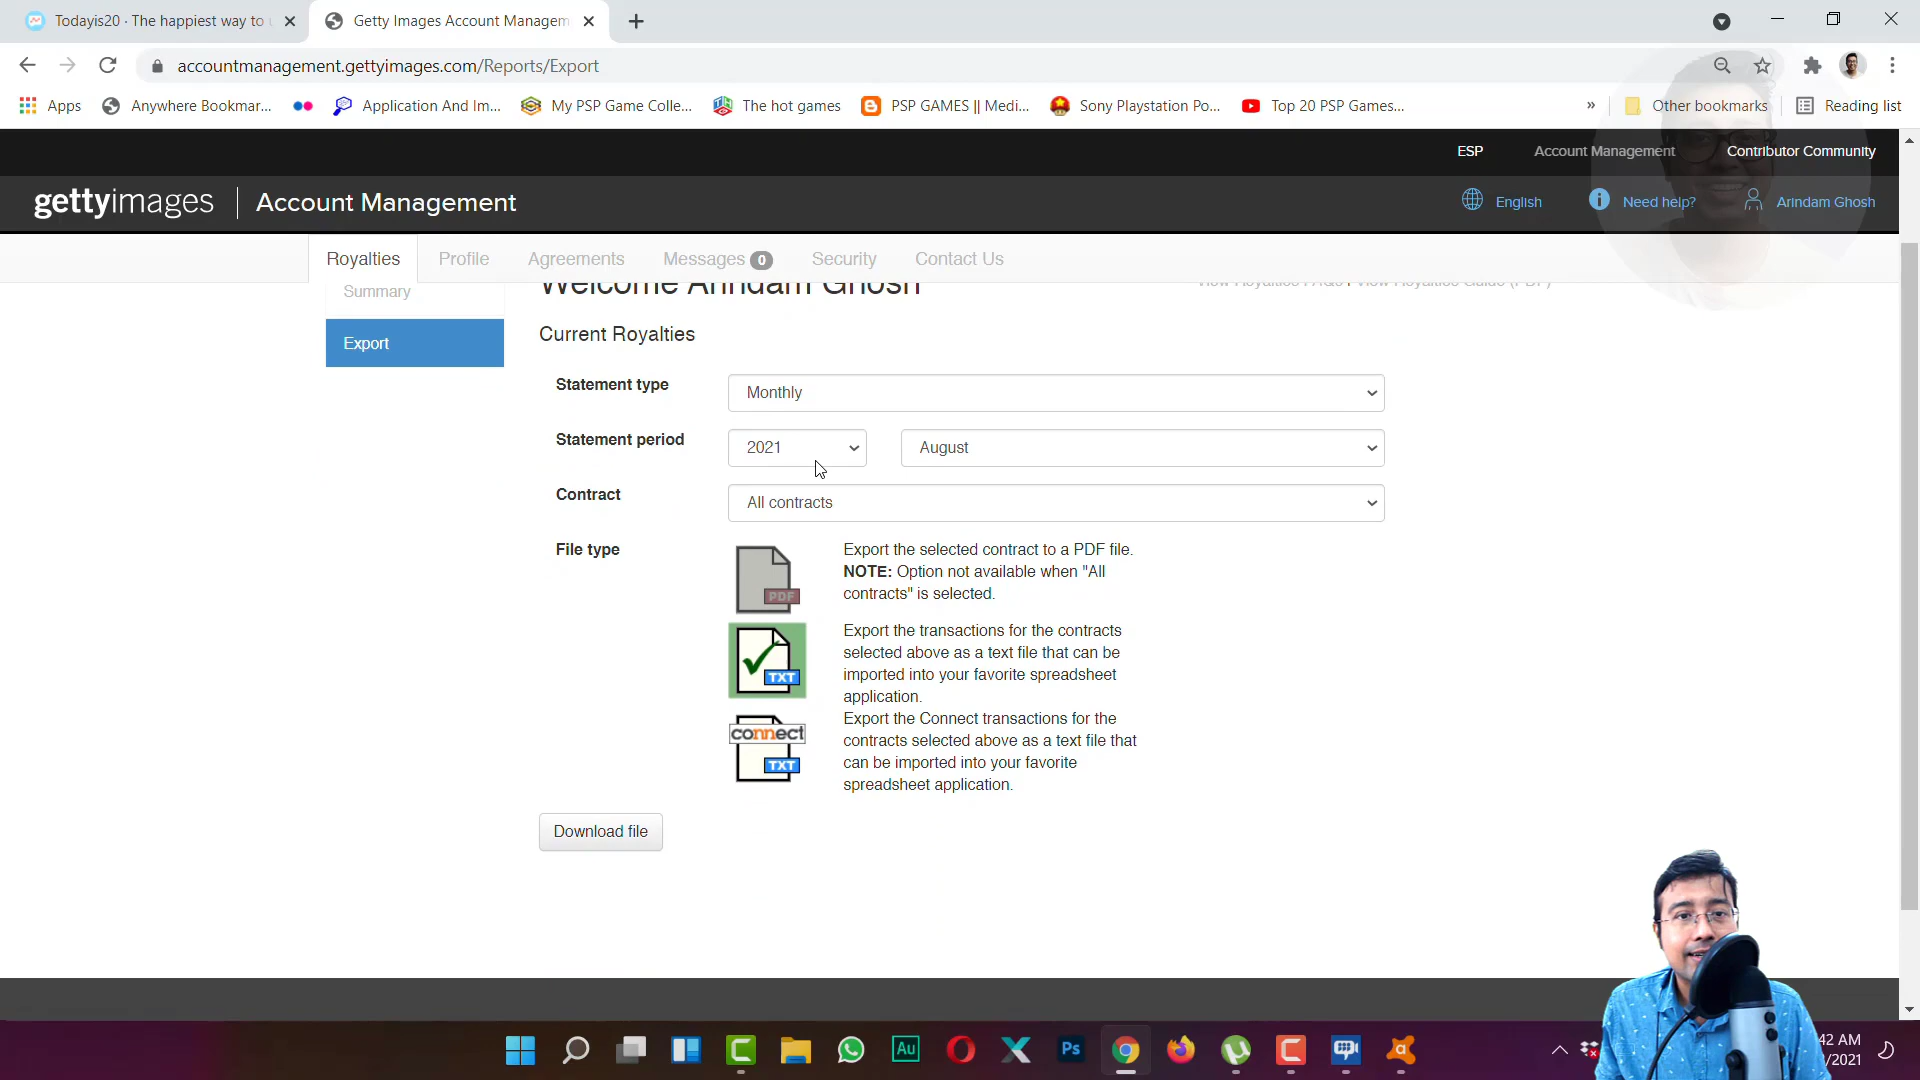 Todayis20 · The happiest way to
Getty Images Account Managem
accountmanagement.gettyimages.com/Reports/Export
Apps
Anywhere Bookmar...
Application And Im...
My PSP Game Colle...
The hot games
PSP GAMES || Medi...
Sony Playstation Po...
Top 20 PSP Games...
»
Other bookmarks
Reading list
ESP
Account Management
Contributor Community
gettyimages
Account Management
English
Need help?
Arindam Ghosh
Royalties
Profile
Agreements
Messages 0
Security
Contact Us
Summary
Welcome Arindam Ghosh
Export
Current Royalties
Statement type
Monthly
Statement period
2021
August
Contract
All contracts
File type
PDF
Export the selected contract to a PDF file.
NOTE: Option not available when "All
contracts" is selected.
TXT
Export the transactions for the contracts
selected above as a text file that can be
imported into your favorite spreadsheet
application.
connect
TXT
Export the Connect transactions for the
contracts selected above as a text file that
can be imported into your favorite
spreadsheet application.
Download file
Au
Ps
42 AM
/2021